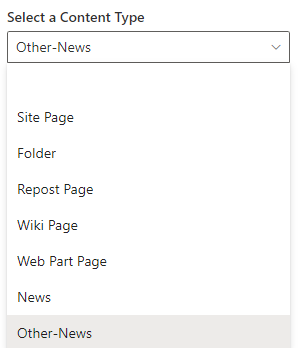 Select a Content Type
Other-News
Site Page
Folder
Repost Page
Wiki Page
Web Part Page
News
Other-News